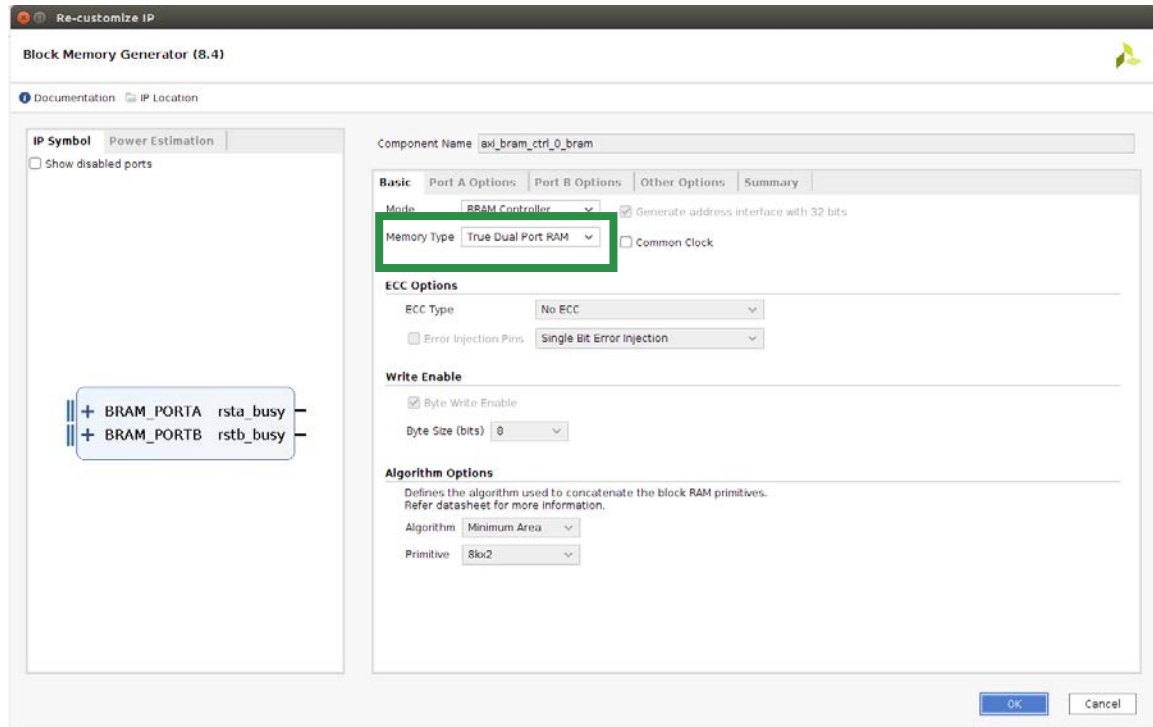 Re-customize IP
Block Memory Generator (8.4)
Documentation IP Location
IP Symbol Power Estimation
Show disabled ports
BRAM_PORTA rsta_busy
BRAM_PORTB rstb_busy
Component Name axi_bram_ctrl_0_bram
Basic Port A Options Port B Options Other Options Summary
Mode BRAM Controller Generate address interface with 32 bits
Memory Type True Dual Port RAM Common Clock
ECC Options
ECC Type No ECC
Error Injection Pins Single Bit Error Injection
Write Enable
Byte Write Enable
Byte Size (bits) 8
Algorithm Options
Defines the algorithm used to concatenate the block RAM primitives.
Refer datasheet for more information.
Algorithm Minimum Area
Primitive 8kx2
OK Cancel